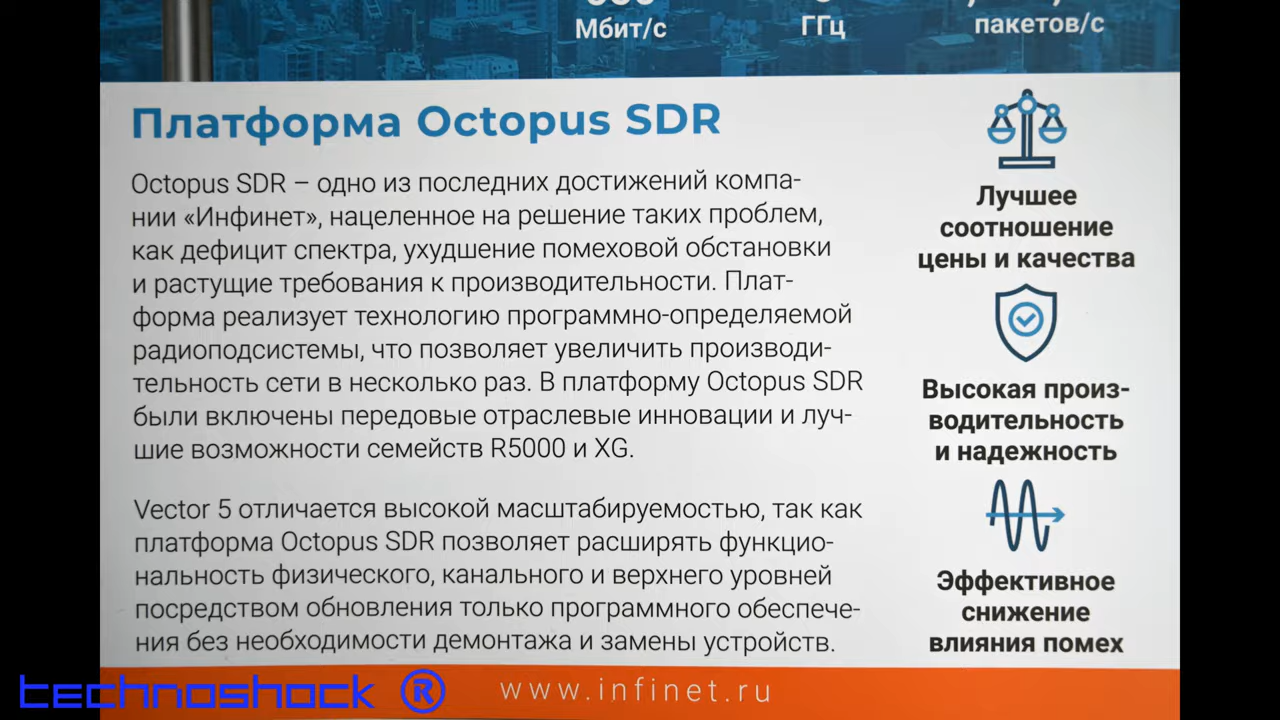 Мбит/с
ГГц
пакетов/с
Платформа Octopus SDR
Octopus SDR – одно из последних достижений компа-
нии «Инфинет», нацеленное на решение таких проблем,
как дефицит спектра, ухудшение помеховой обстановки
и растущие требования к производительности. Плат-
форма реализует технологию программно-определяемой
радиоподсистемы, что позволяет увеличить производи-
тельность сети в несколько раз. В платформу Octopus SDR
были включены передовые отраслевые инновации и луч-
шие возможности семейств R5000 и XG.
Vector 5 отличается высокой масштабируемостью, так как
платформа Octopus SDR позволяет расширять функцио-
нальность физического, канального и верхнего уровней
посредством обновления только программного обеспече-
ния без необходимости демонтажа и замены устройств.
Лучшее
соотношение
цены и качества
Высокая произ-
водительность
и надежность
Эффективное
снижение
влияния помех
www.infinet.ru
technoshock ®